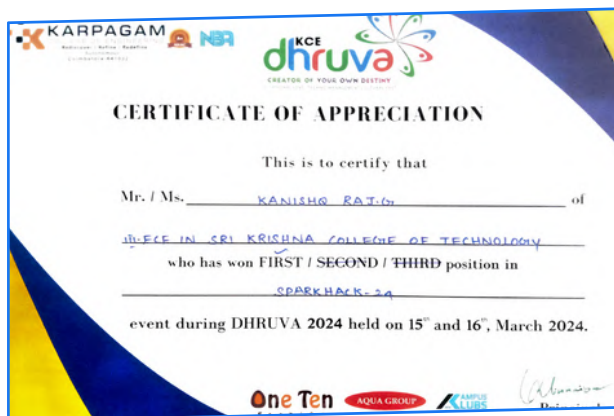 KARPAGAM
Rediscover | Refine | Redefine
NBA
KCE
dhruva
CREATOR OF YOUR OWN DESTINY
CERTIFICATE OF APPRECIATION
This is to certify that
Mr. / Ms. KANISHQ RAJ.G of
III-ECE IN SRI KRISHNA COLLEGE OF TECHNOLOGY
who has won FIRST / SECOND / THIRD position in
SPARKHACK-24
event during DHRUVA 2024 held on 15th and 16th, March 2024.
One Ten
AQUA GROUP
KAMPUS
KLUBS